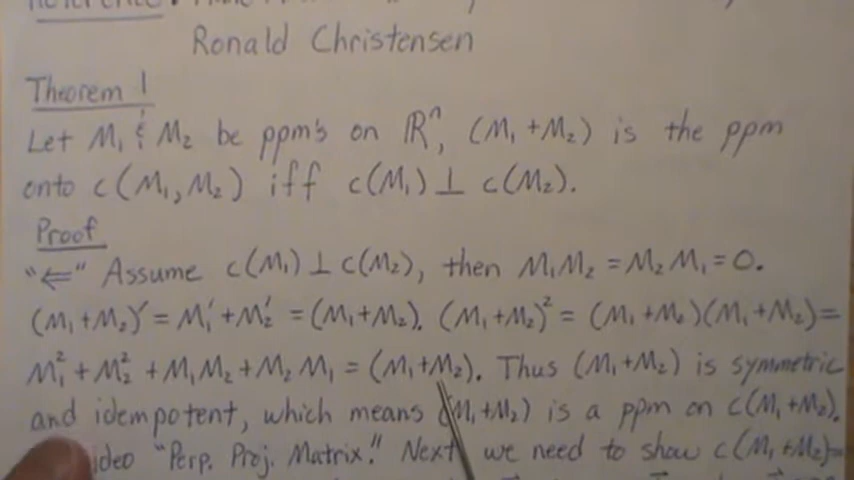 Ronald Christensen
Theorem 1
Let M₁ & M₂ be ppm's on ℝⁿ, (M₁+M₂) is the ppm
onto C(M₁,M₂) iff C(M₁) ⊥ C(M₂).
Proof
"⇐" Assume C(M₁) ⊥ C(M₂), then M₁M₂ = M₂M₁ = 0.
(M₁+M₂)' = M₁' + M₂' = (M₁+M₂). (M₁+M₂)² = (M₁+M₂)(M₁+M₂) =
M₁² + M₂² + M₁M₂ + M₂M₁ = (M₁+M₂). Thus (M₁+M₂) is symmetric
and idempotent, which means (M₁+M₂) is a ppm on C(M₁+M₂).
"Perp. Proj. Matrix." Next we need to show C(M₁+M₂)=